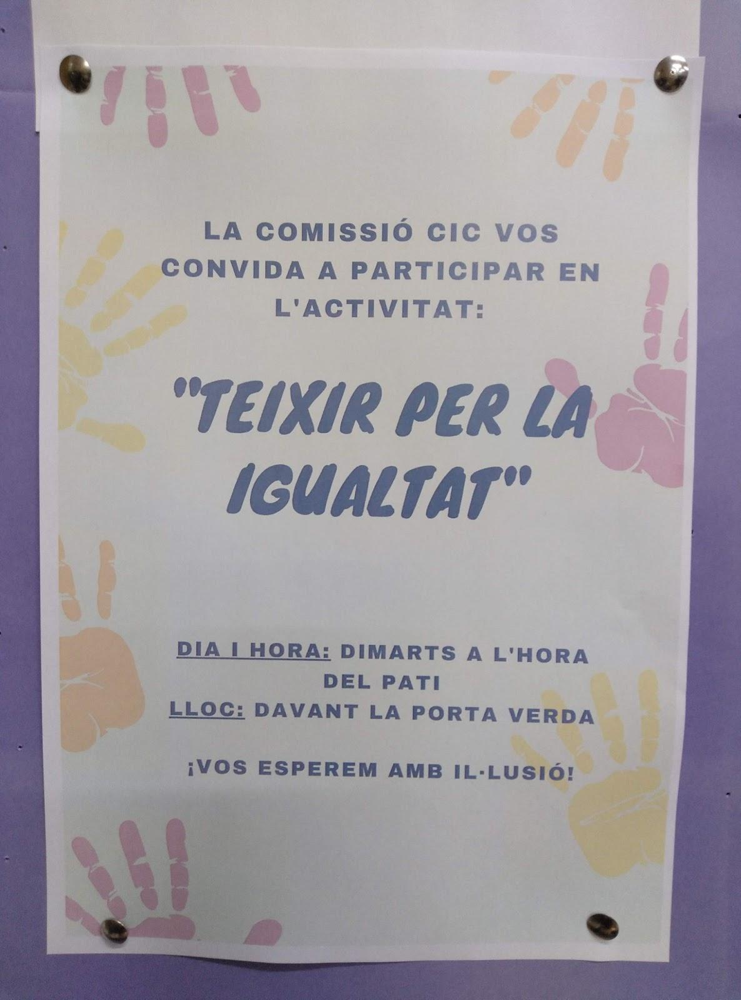 LA COMISSIÓ CIC VOS
CONVIDA A PARTICIPAR EN
L'ACTIVITAT:
"TEIXIR PER LA
IGUALTAT"
DIA I HORA: DIMARTS A L'HORA
DEL PATI
LLOC: DAVANT LA PORTA VERDA
¡VOS ESPEREM AMB IL·LUSIÓ!